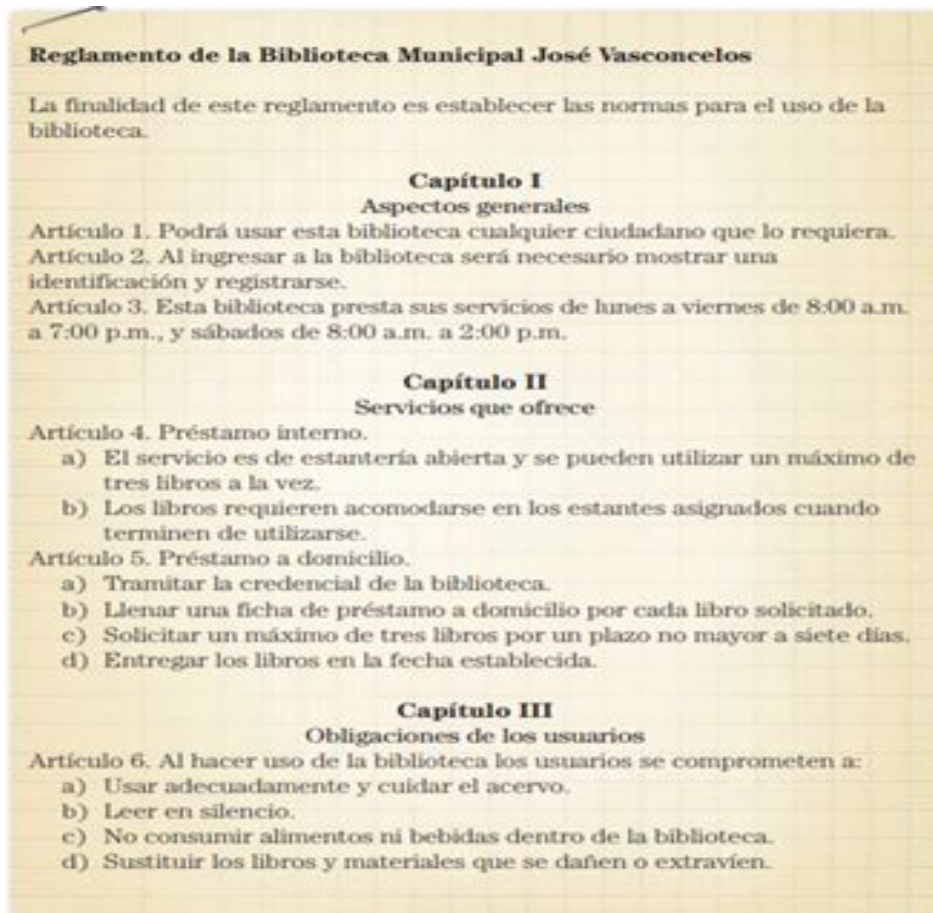 Reglamento de la Biblioteca Municipal José Vasconcelos
La finalidad de este reglamento es establecer las normas para el uso de la
biblioteca.
Capítulo I
Aspectos generales
Artículo 1. Podrá usar esta biblioteca cualquier ciudadano que lo requiera.
Artículo 2. Al ingresar a la biblioteca será necesario mostrar una
identificación y registrarse.
Artículo 3. Esta biblioteca presta sus servicios de lunes a viernes de 8:00 a.m.
a 7:00 p.m., y sábados de 8:00 a.m. a 2:00 p.m.
Capítulo II
Servicios que ofrece
Artículo 4. Préstamo interno.
a) El servicio es de estantería abierta y se pueden utilizar un máximo de
tres libros a la vez.
b) Los libros requieren acomodarse en los estantes asignados cuando
terminen de utilizarse.
Artículo 5. Préstamo a domicilio.
a) Tramitar la credencial de la biblioteca.
b) Llenar una ficha de préstamo a domicilio por cada libro solicitado.
c) Solicitar un máximo de tres libros por un plazo no mayor a siete días.
d) Entregar los libros en la fecha establecida.
Capítulo III
Obligaciones de los usuarios
Artículo 6. Al hacer uso de la biblioteca los usuarios se comprometen a:
a) Usar adecuadamente y cuidar el acervo.
b) Leer en silencio.
c) No consumir alimentos ni bebidas dentro de la biblioteca.
d) Sustituir los libros y materiales que se dañen o extravíen.